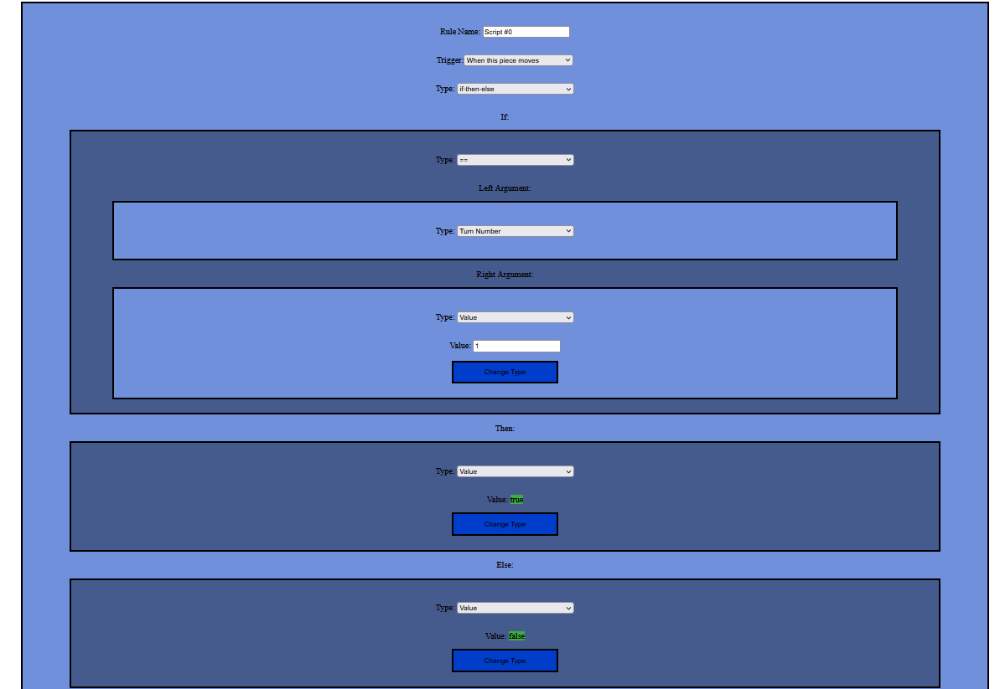 Rule Name: Script #0
Trigger: When this piece moves
Type: if-then-else
If:
Type: ==
Left Argument:
Type: Turn Number
Right Argument:
Type: Value
Value: 1
Change Type
Then:
Type: Value
Value: true
Change Type
Else:
Type: Value
Value: false
Change Type